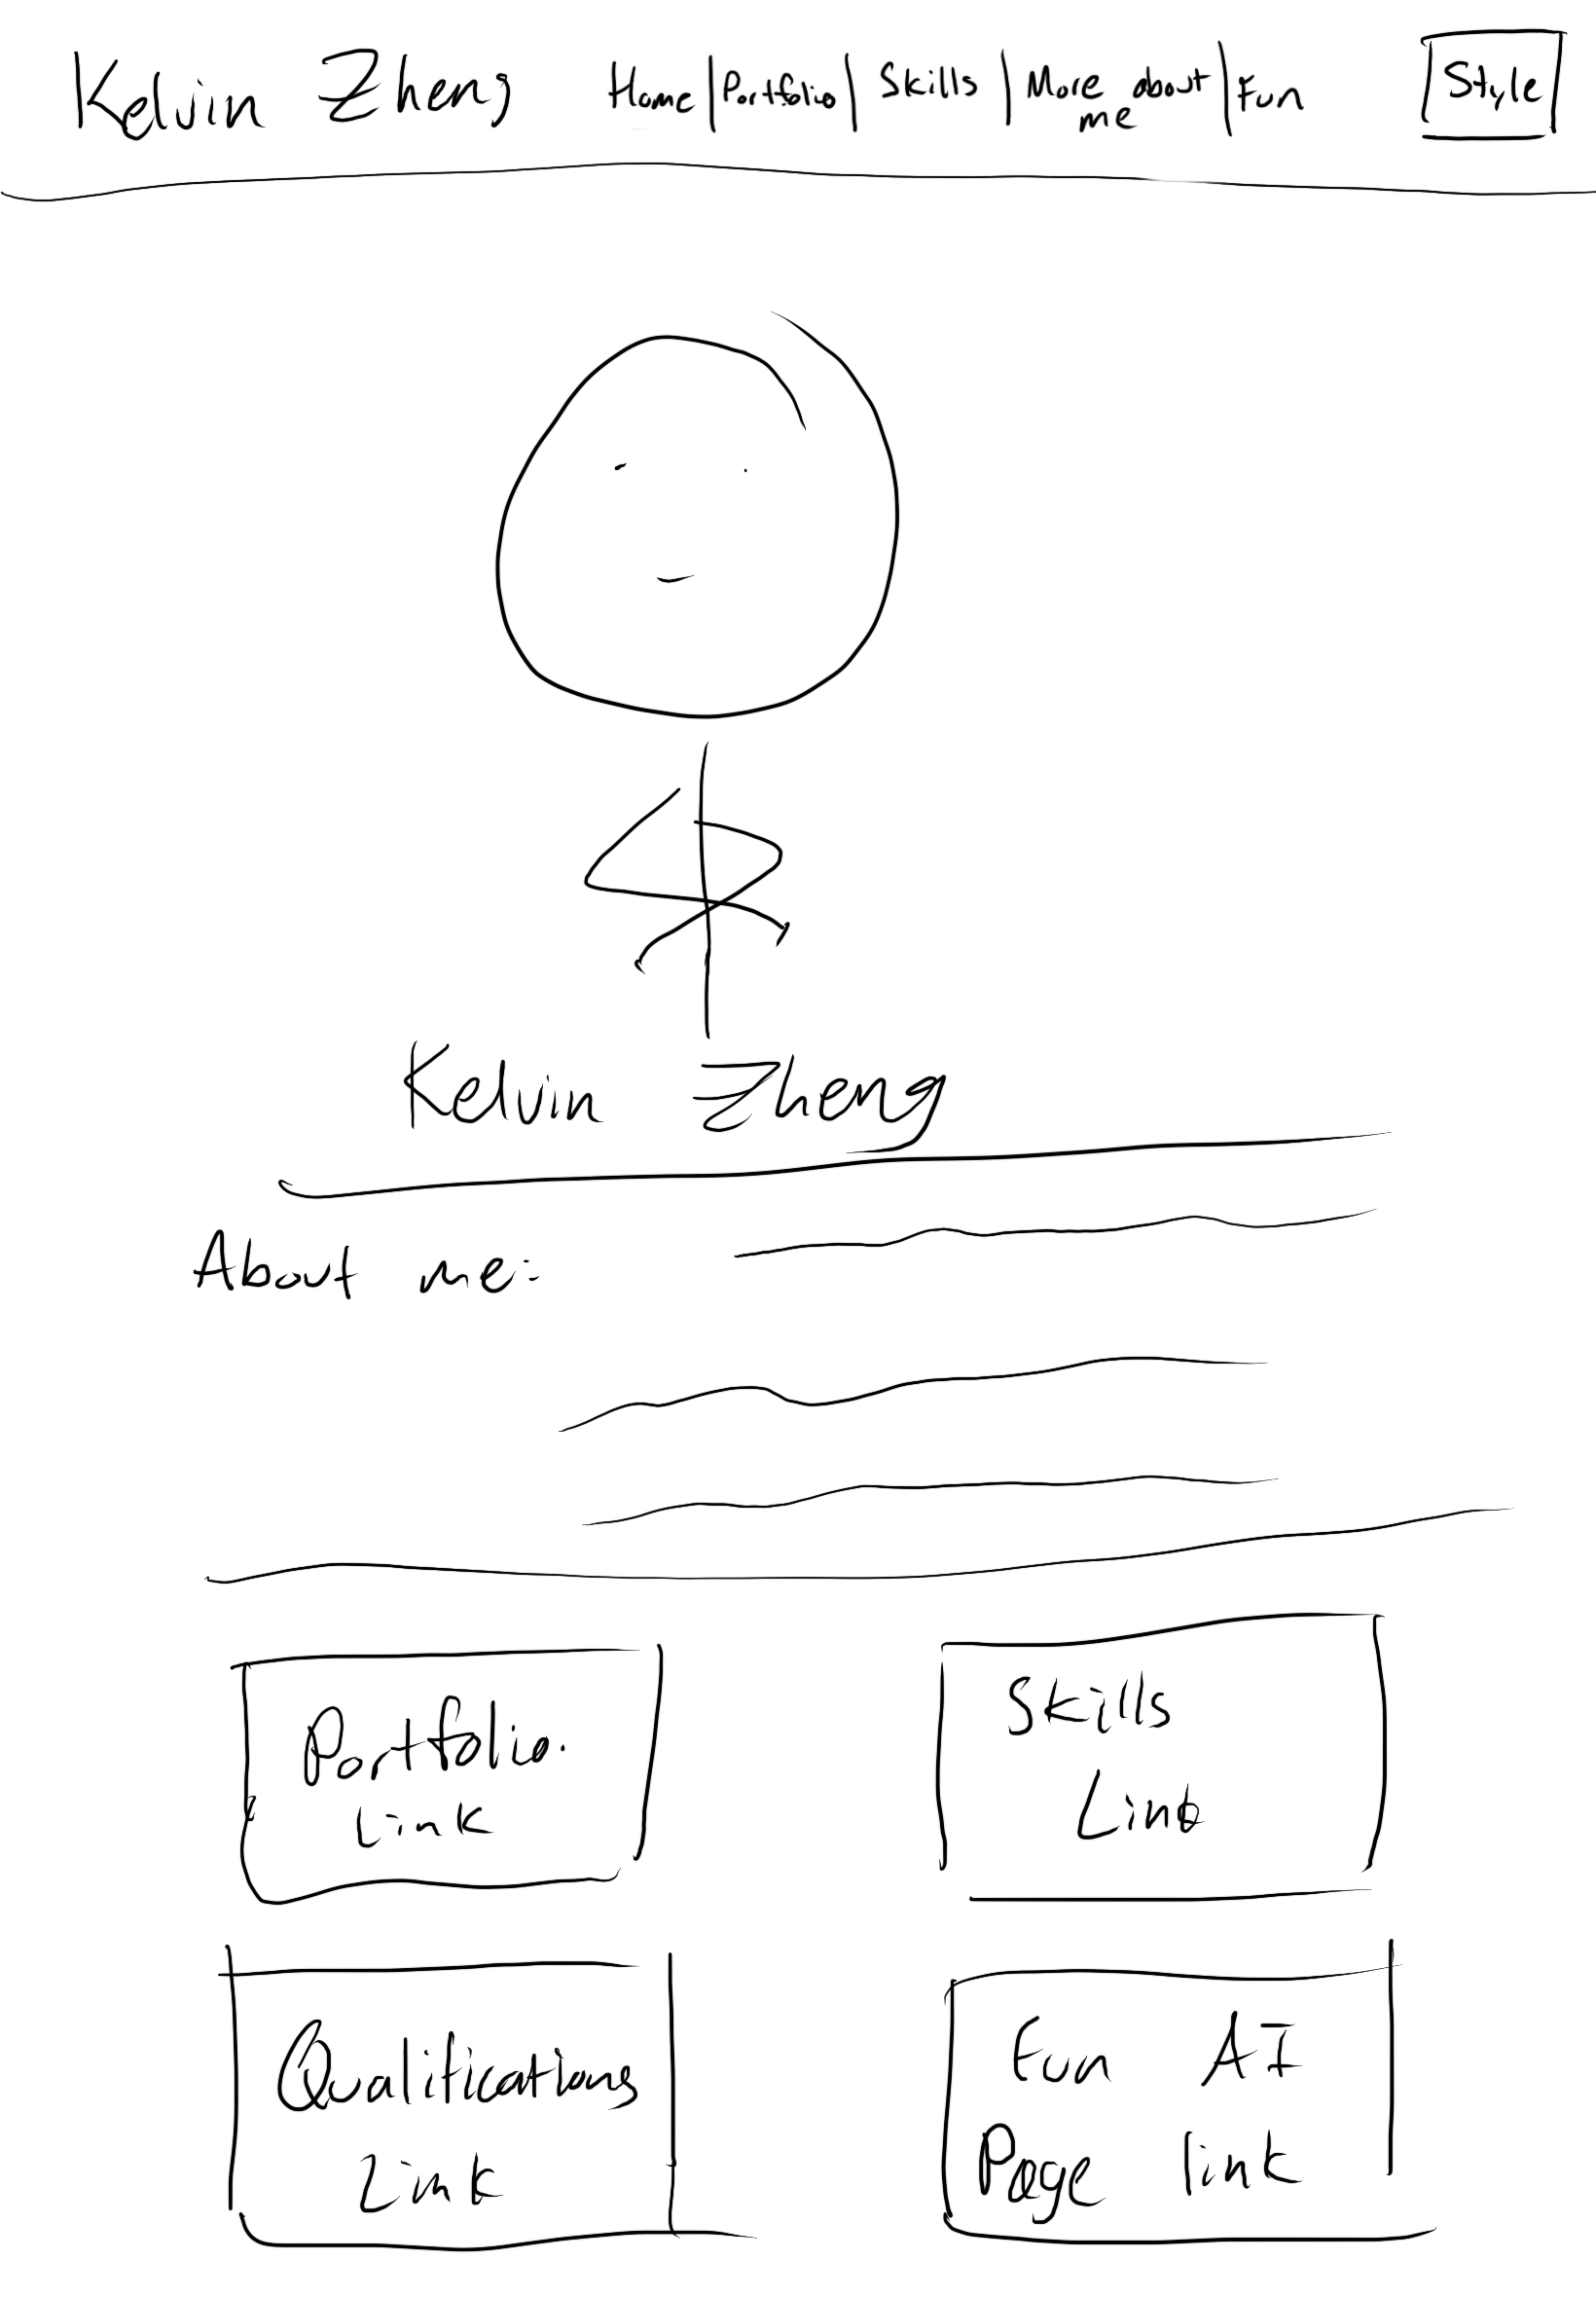 Kelvin Zheng Home | Portfolio | Skills | More about me | Fun Style
Kelvin Zheng
About me:
Portfolio
Link
Skills
Link
Qualifications
Link
Fun AI
Page link